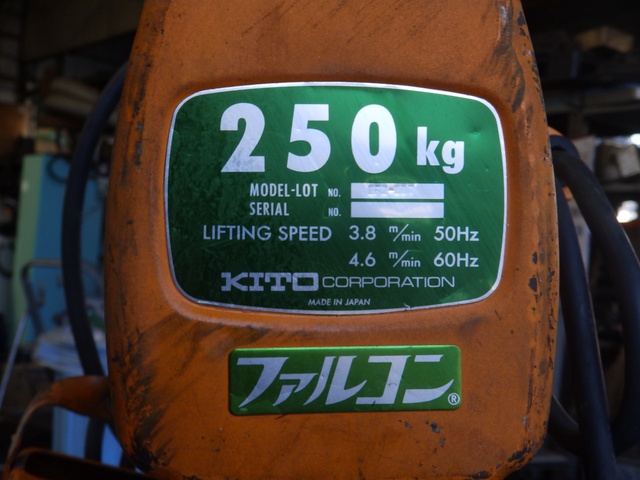 250kg
MODEL-LOT NO.
SERIAL NO.
LIFTING SPEED 3.8 m/min 50Hz
4.6 m/min 60Hz
KITO CORPORATION
MADE IN JAPAN
ファルコン®